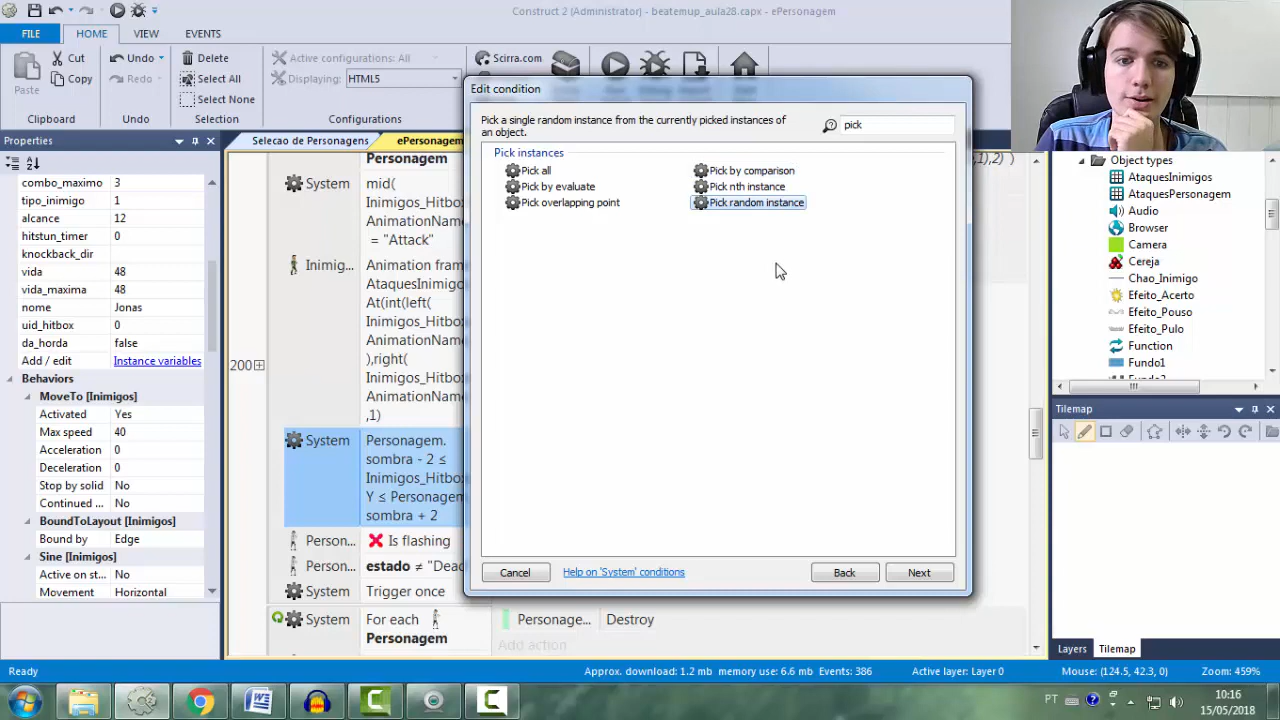 Construct 2 (Administrator) - beatemup_aula28.capx - ePersonagem
FILE
HOME
VIEW
EVENTS
Paste
Cut
Copy
Clipboard
Undo
Redo
Undo
Delete
Select All
Select None
Selection
Active configurations: All
Displaying: HTML5
Configurations
Scirra.com
Properties
combo_maximo 3
tipo_inimigo 1
alcance 12
hitstun_timer 0
knockback_dir
vida 48
vida_maxima 48
nome Jonas
uid_hitbox 0
da_horda false
Add / edit Instance variables
Behaviors
MoveTo [Inimigos]
Activated Yes
Max speed 40
Acceleration 0
Deceleration 0
Stop by solid No
Continued ... No
BoundToLayout [Inimigos]
Bound by Edge
Sine [Inimigos]
Active on st... No
Movement Horizontal
Selecao de Personagens
ePersonagem
Personagem
,1),2) )
System mid(
Inimigos_Hitbo
AnimationName
= "Attack"
Inimig... Animation fram
AtaquesInimigo
At(int(left(
Inimigos_Hitbo
AnimationName
),right(
Inimigos_Hitbo
AnimationName
,1)
200
System Personagem.
sombra - 2 ≤
Inimigos_Hitbo
Y ≤ Personagem
sombra + 2
Person... Is flashing
Person... estado ≠ "Dead
System Trigger once
System For each
Personagem
Personage... Destroy
Add action
Edit condition
Pick a single random instance from the currently picked instances of
an object.
pick
Pick instances
Pick all
Pick by evaluate
Pick overlapping point
Pick by comparison
Pick nth instance
Pick random instance
Cancel
Help on 'System' conditions
Back
Next
Object types
AtaquesInimigos
AtaquesPersonagem
Audio
Browser
Camera
Cereja
Chao_Inimigo
Efeito_Acerto
Efeito_Pouso
Efeito_Pulo
Function
Fundo1
Tilemap
Layers
Tilemap
Ready
Approx. download: 1.2 mb memory use: 6.6 mb Events: 386
Active layer: Layer 0
Mouse: (124.5, 42.3, 0)
Zoom: 459%
PT
10:16
15/05/2018